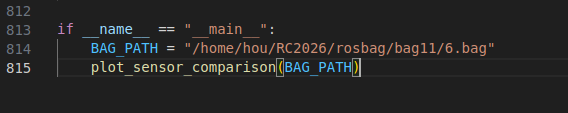 812
813 if __name__ == "__main__":
814 BAG_PATH = "/home/hou/RC2026/rosbag/bag11/6.bag"
815 plot_sensor_comparison(BAG_PATH)